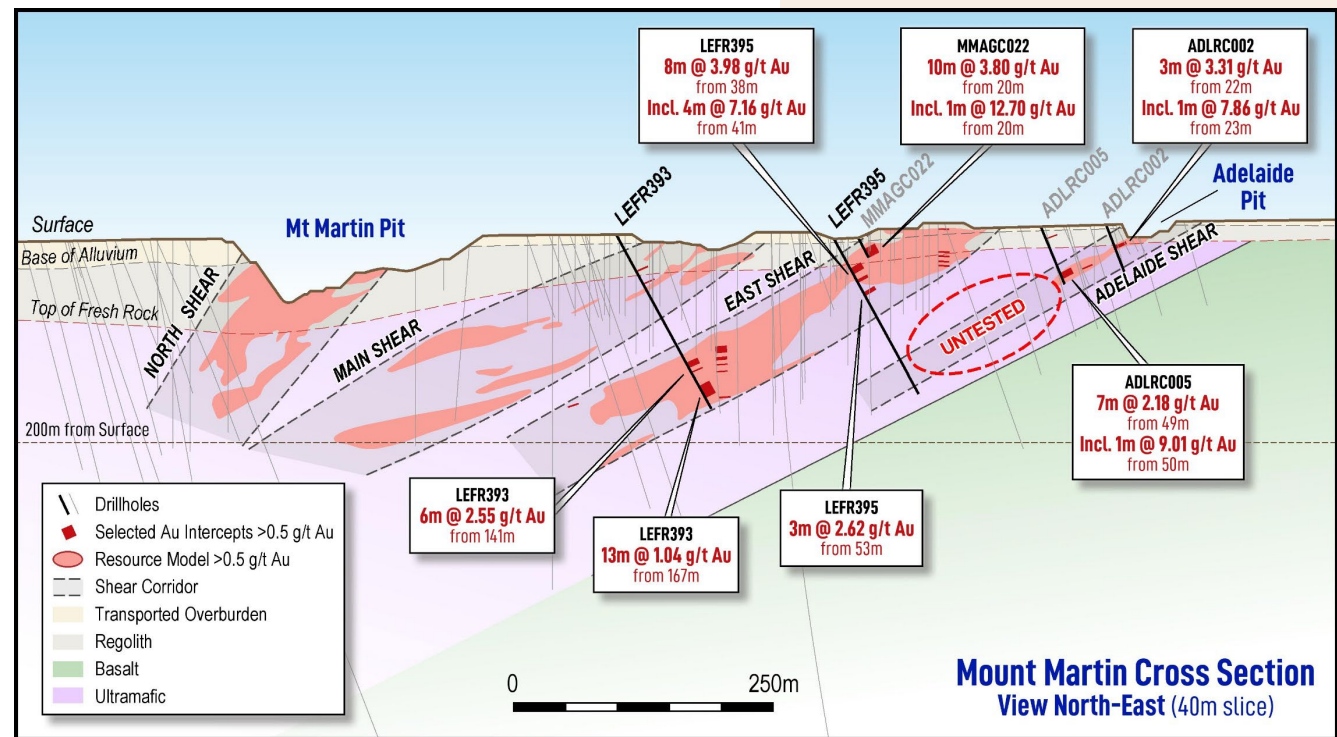 LEFR395
8m @ 3.98 g/t Au
from 38m
Incl. 4m @ 7.16 g/t Au
from 41m
MMAGC022
10m @ 3.80 g/t Au
from 20m
Incl. 1m @ 12.70 g/t Au
from 20m
ADLRC002
3m @ 3.31 g/t Au
from 22m
Incl. 1m @ 7.86 g/t Au
from 23m
LEFR393
LEFR395
MMAGC022
ADLRC005
ADLRC002
Adelaide
Pit
Surface
Mt Martin Pit
Base of Alluvium
Top of Fresh Rock
NORTH SHEAR
MAIN SHEAR
EAST SHEAR
ADELAIDE SHEAR
UNTESTED
200m from Surface
ADLRC005
7m @ 2.18 g/t Au
from 49m
Incl. 1m @ 9.01 g/t Au
from 50m
LEFR393
6m @ 2.55 g/t Au
from 141m
LEFR393
13m @ 1.04 g/t Au
from 167m
LEFR395
3m @ 2.62 g/t Au
from 53m
Drillholes
Selected Au Intercepts >0.5 g/t Au
Resource Model >0.5 g/t Au
Shear Corridor
Transported Overburden
Regolith
Basalt
Ultramafic
0 250m
Mount Martin Cross Section
View North-East (40m slice)